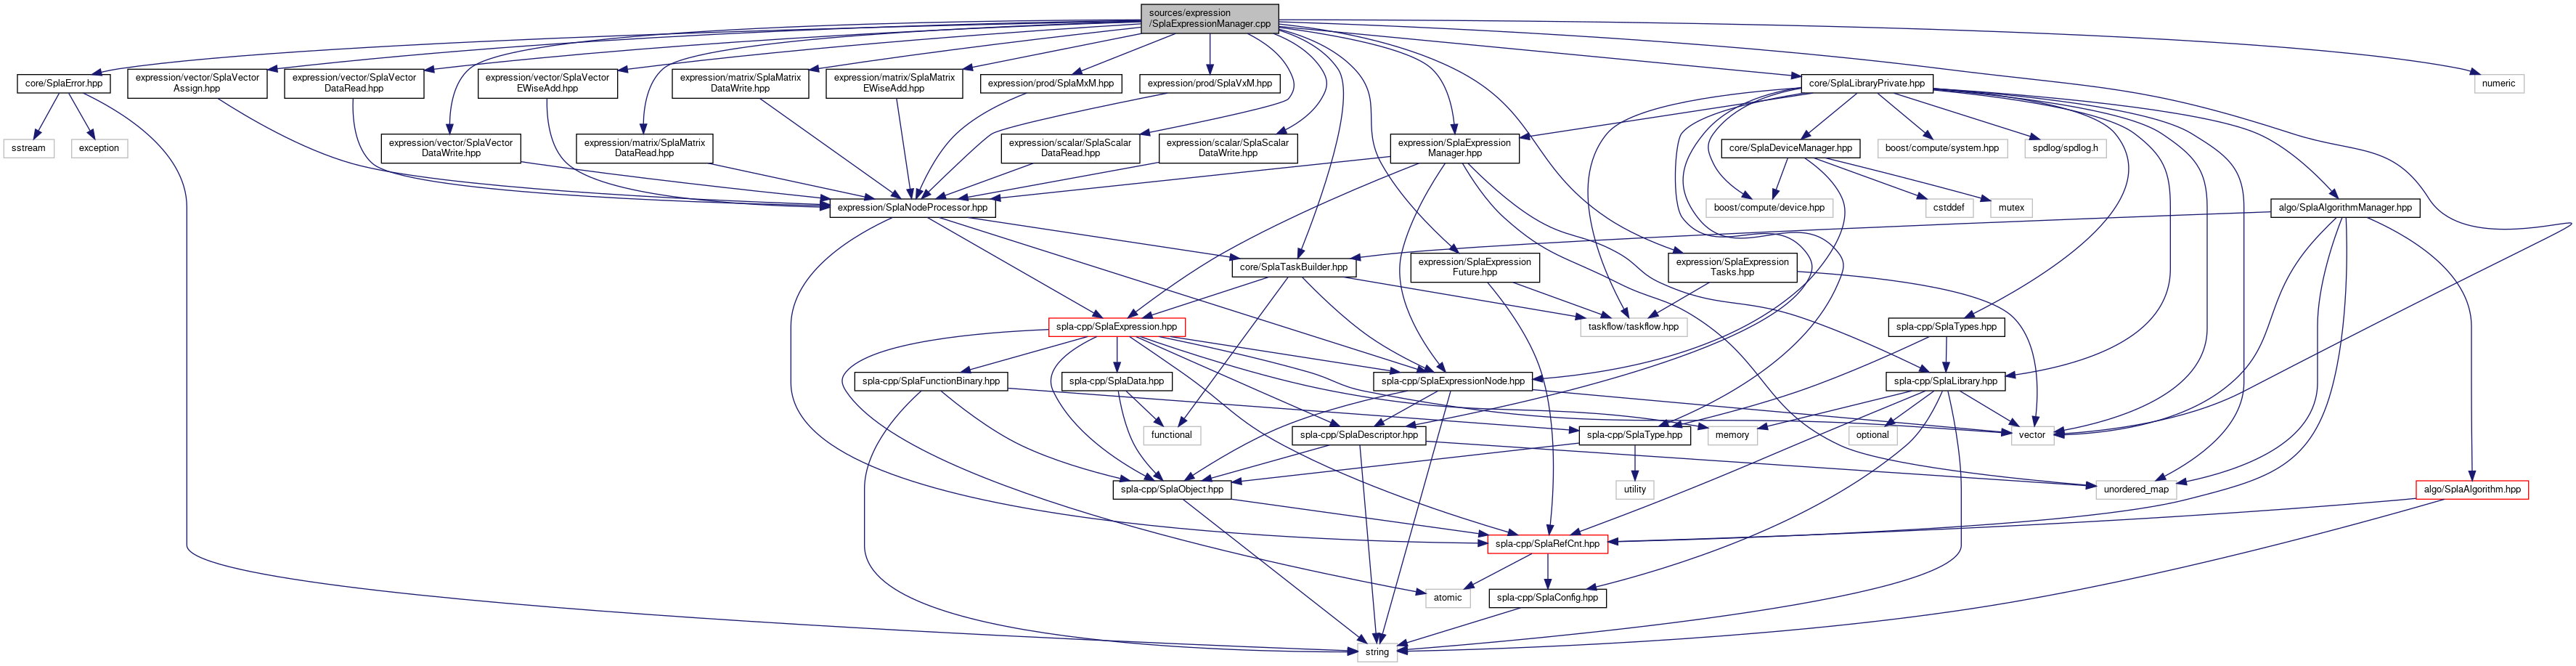 sources/expression
/SplaExpressionManager.cpp
core/SplaError.hpp
expression/vector/SplaVector
Assign.hpp
expression/vector/SplaVector
DataRead.hpp
expression/vector/SplaVector
EWiseAdd.hpp
expression/matrix/SplaMatrix
DataWrite.hpp
expression/matrix/SplaMatrix
EWiseAdd.hpp
expression/prod/SplaMxM.hpp
expression/prod/SplaVxM.hpp
core/SplaLibraryPrivate.hpp
numeric
sstream
exception
expression/vector/SplaVector
DataWrite.hpp
expression/matrix/SplaMatrix
DataRead.hpp
expression/scalar/SplaScalar
DataRead.hpp
expression/scalar/SplaScalar
DataWrite.hpp
expression/SplaExpression
Manager.hpp
core/SplaDeviceManager.hpp
boost/compute/system.hpp
spdlog/spdlog.h
expression/SplaNodeProcessor.hpp
boost/compute/device.hpp
cstddef
mutex
algo/SplaAlgorithmManager.hpp
core/SplaTaskBuilder.hpp
expression/SplaExpression
Future.hpp
expression/SplaExpression
Tasks.hpp
spla-cpp/SplaExpression.hpp
taskflow/taskflow.hpp
spla-cpp/SplaTypes.hpp
spla-cpp/SplaFunctionBinary.hpp
spla-cpp/SplaData.hpp
spla-cpp/SplaExpressionNode.hpp
spla-cpp/SplaLibrary.hpp
functional
spla-cpp/SplaDescriptor.hpp
spla-cpp/SplaType.hpp
memory
optional
vector
spla-cpp/SplaObject.hpp
utility
unordered_map
algo/SplaAlgorithm.hpp
spla-cpp/SplaRefCnt.hpp
atomic
spla-cpp/SplaConfig.hpp
string